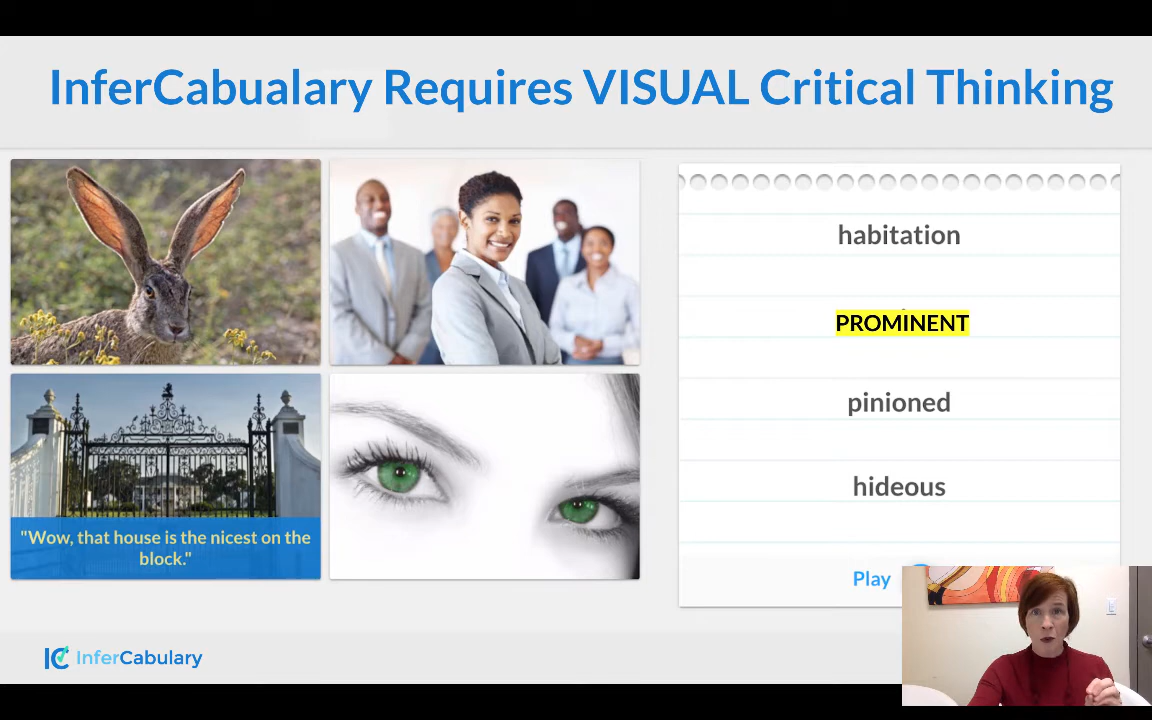 InferCabualary Requires VISUAL Critical Thinking
habitation
PROMINENT
pinioned
hideous
Play
"Wow, that house is the nicest on the
block."
IC InferCabulary